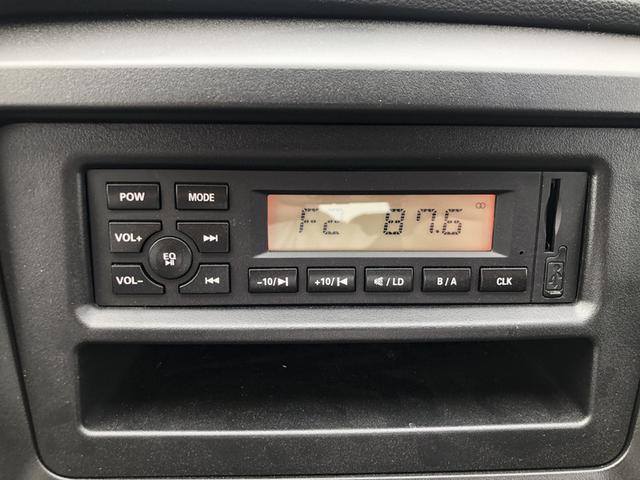 POW MODE
F2 87.6
VOL+
EQ
VOL-
-10/ +10/ / LD B / A CLK